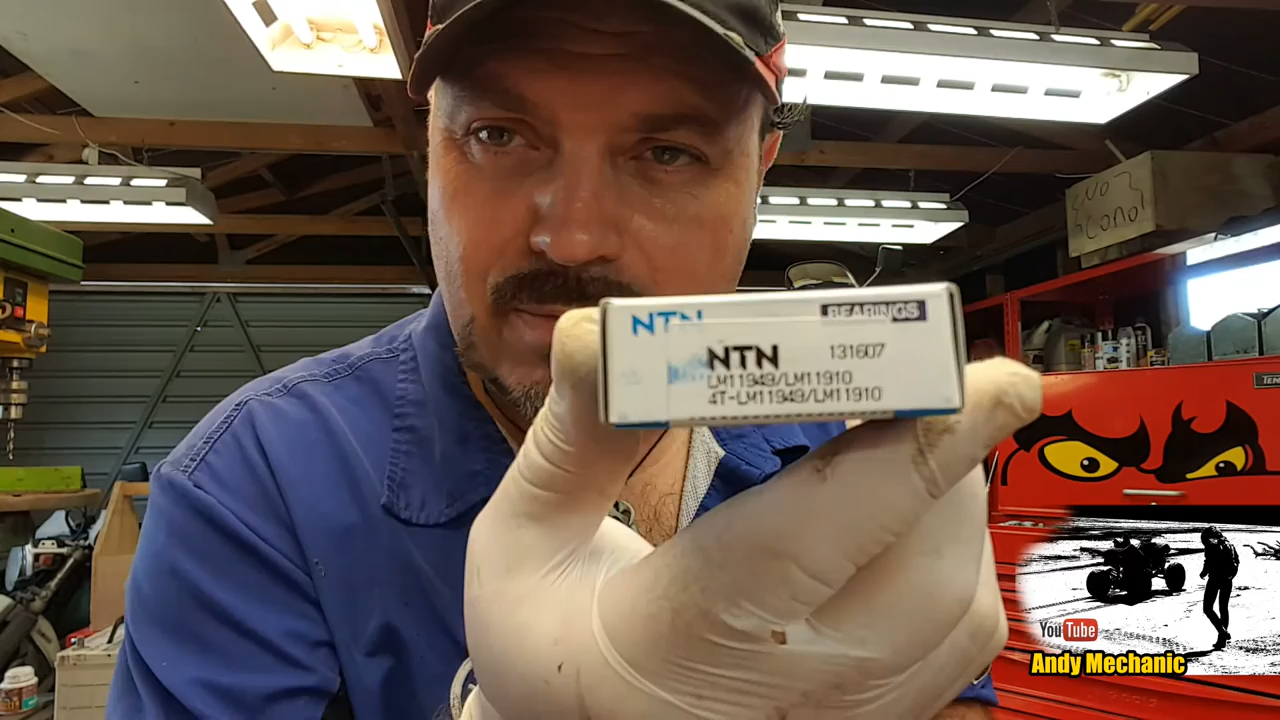 NTN
BEARINGS
NTN 131607
LM11949/LM11910
4T-LM11949/LM11910
YouTube
Andy Mechanic